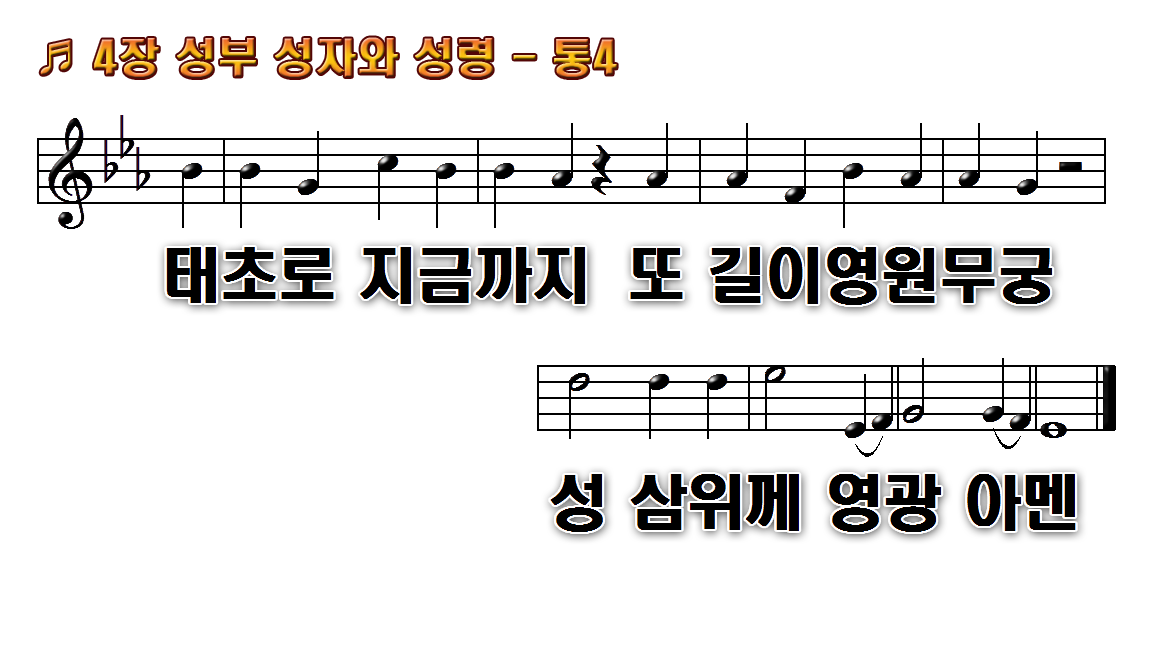 4장 성부 성자와 성령 - 통4
태초로 지금까지 또 길이영원무궁
성 삼위께 영광 아멘